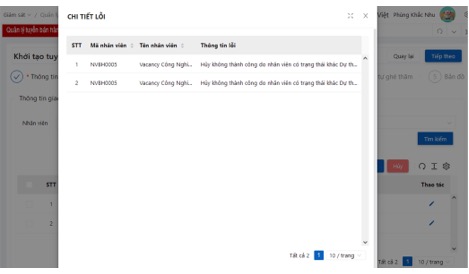 Giám sát
Quản lý
CHI TIẾT LỖI
Việt Phùng Khắc Nhu
Quản lý tuyến bán hàng
STT Mã nhân viên Tên nhân viên Thông tin lỗi
Khởi tạo tuy
Quay lại Tiếp theo
1 NVBH0005 Vacancy Công Nghi... Hủy không thành công do nhân viên có trạng thái khác Dự th...
2 NVBH0005 Vacancy Công Nghi... Hủy không thành công do nhân viên có trạng thái khác Dự th...
Thông tin
ghé thăm 3 Bản đồ
Thông tin gia
Nhân viên
Tìm kiếm
Hủy
STT Thao tác
1
2
Tất cả 2 1 10 / trang
Tất cả 2 1 10 / trang